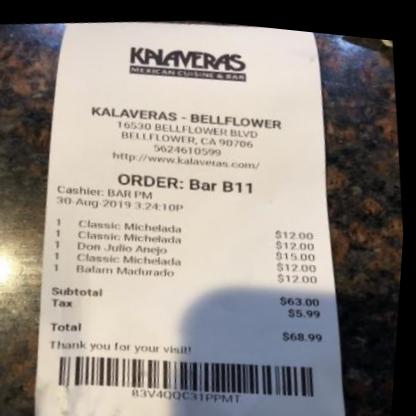 KALAVERAS
MEXICAN CUISINE & BAR
KALAVERAS - BELLFLOWER
16530 BELLFLOWER BLVD
BELLFLOWER, CA 90706
5624610599
http://www.kalaveras.com/
ORDER: Bar B11
Cashier: BAR PM
30-Aug-2019 3:24:10P
1 Classic Michelada $12.00
1 Classic Michelada $12.00
1 Don Julio Anejo $15.00
1 Classic Michelada $12.00
1 Balam Madurado $12.00
Subtotal $63.00
Tax $5.99
Total $68.99
Thank you for your visit!
83V4QQC31PPMT